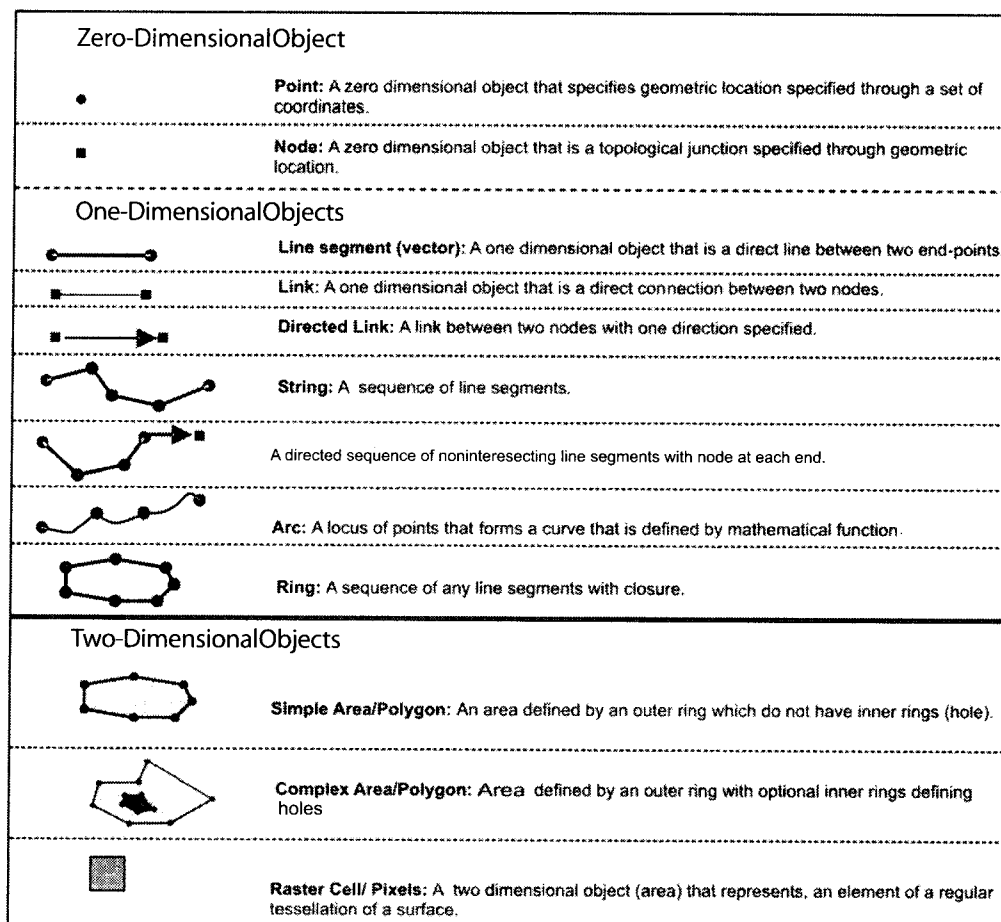 Zero-DimensionalObject
Point: A zero dimensional object that specifies geometric location specified through a set of
coordinates.
Node: A zero dimensional object that is a topological junction specified through geometric
location.
One-DimensionalObjects
Line segment (vector): A one dimensional object that is a direct line between two end-points
Link: A one dimensional object that is a direct connection between two nodes.
Directed Link: A link between two nodes with one direction specified.
String: A sequence of line segments.
A directed sequence of noninteresecting line segments with node at each end.
Arc: A locus of points that forms a curve that is defined by mathematical function.
Ring: A sequence of any line segments with closure.
Two-DimensionalObjects
Simple Area/Polygon: An area defined by an outer ring which do not have inner rings (hole).
Complex Area/Polygon: Area defined by an outer ring with optional inner rings defining
holes
Raster Cell/ Pixels: A two dimensional object (area) that represents, an element of a regular
tessellation of a surface.